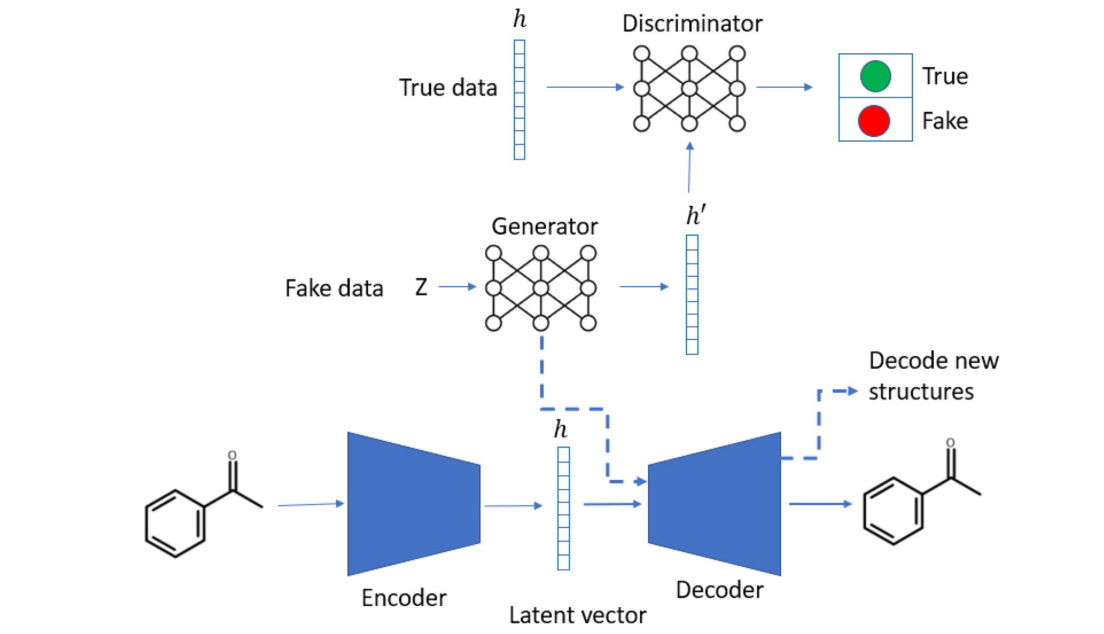 h
Discriminator
True data
True
Fake
h′
Generator
Fake data
Z
Decode new
structures
h
O
O
Encoder
Decoder
Latent vector